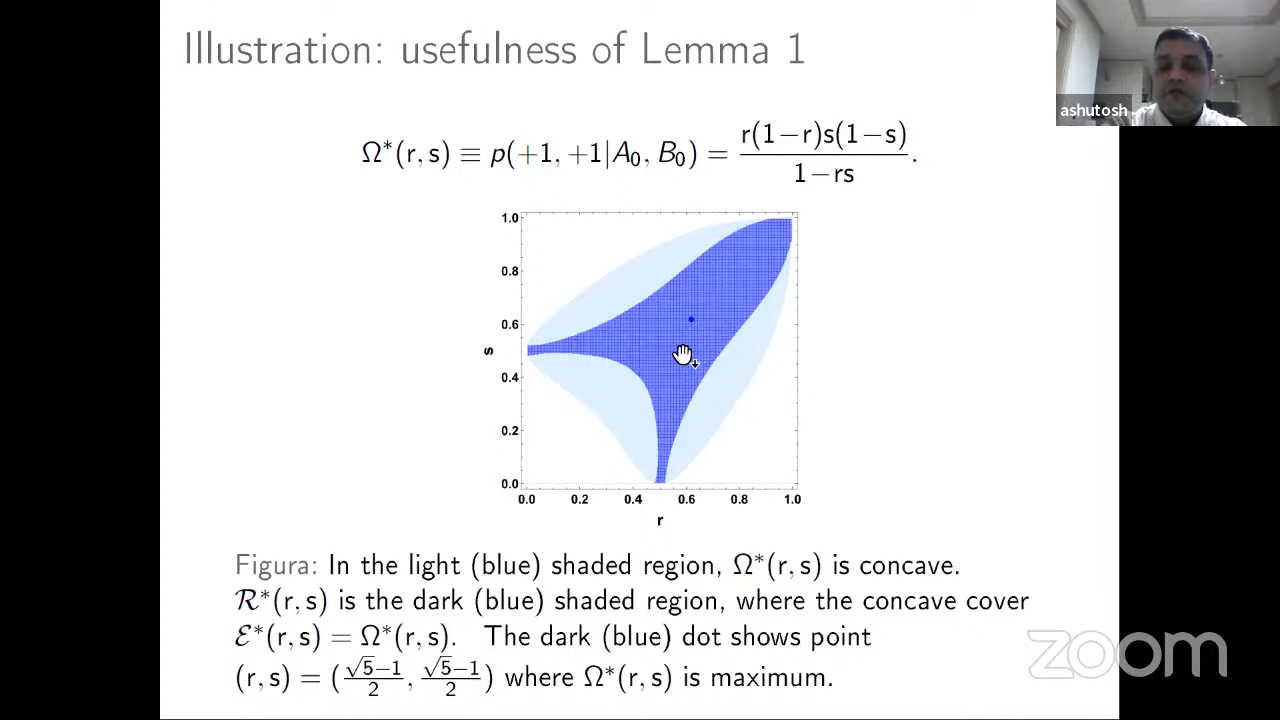 Illustration: usefulness of Lemma 1
ashutosh
Ω*(r, s) ≡ p(+1, +1|A₀, B₀) = r(1−r)s(1−s) / 1−rs .
1.0
0.8
0.6
s
0.4
0.2
0.0
0.0 0.2 0.4 0.6 0.8 1.0
r
Figura: In the light (blue) shaded region, Ω*(r, s) is concave.
ℛ*(r, s) is the dark (blue) shaded region, where the concave cover
ℰ*(r, s) = Ω*(r, s). The dark (blue) dot shows point
(r, s) = (√5−1/2, √5−1/2) where Ω*(r, s) is maximum.
zoom